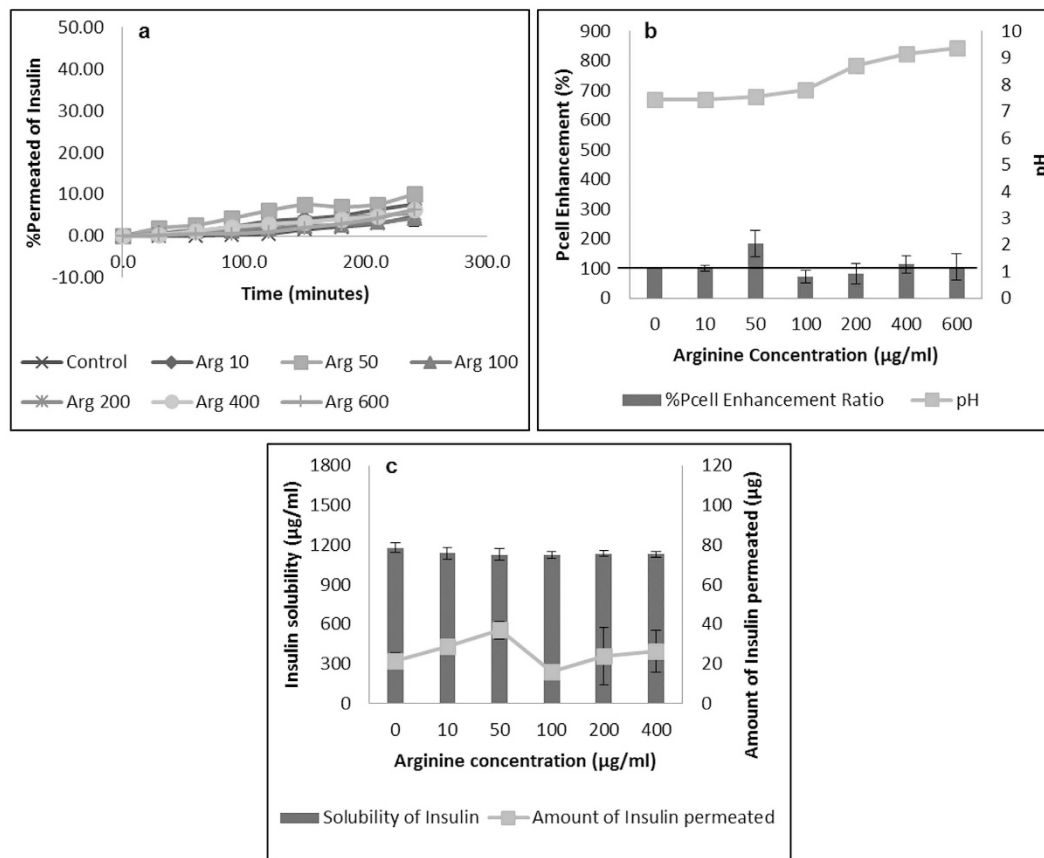 a
50.00
40.00
30.00
20.00
10.00
0.00
-10.00
%Permeated of Insulin
0.0 100.0 200.0 300.0
Time (minutes)
Control Arg 10 Arg 50 Arg 100
Arg 200 Arg 400 Arg 600
b
900
800
700
600
500
400
300
200
100
0
Pcell Enhancement (%)
10
9
8
7
6
5
4
3
2
1
0
pH
0 10 50 100 200 400 600
Arginine Concentration (µg/ml)
%Pcell Enhancement Ratio pH
c
1800
1500
1200
900
600
300
0
Insulin solubility (µg/ml)
120
100
80
60
40
20
0
Amount of Insulin permeated (µg)
0 10 50 100 200 400
Arginine concentration (µg/ml)
Solubility of Insulin Amount of Insulin permeated